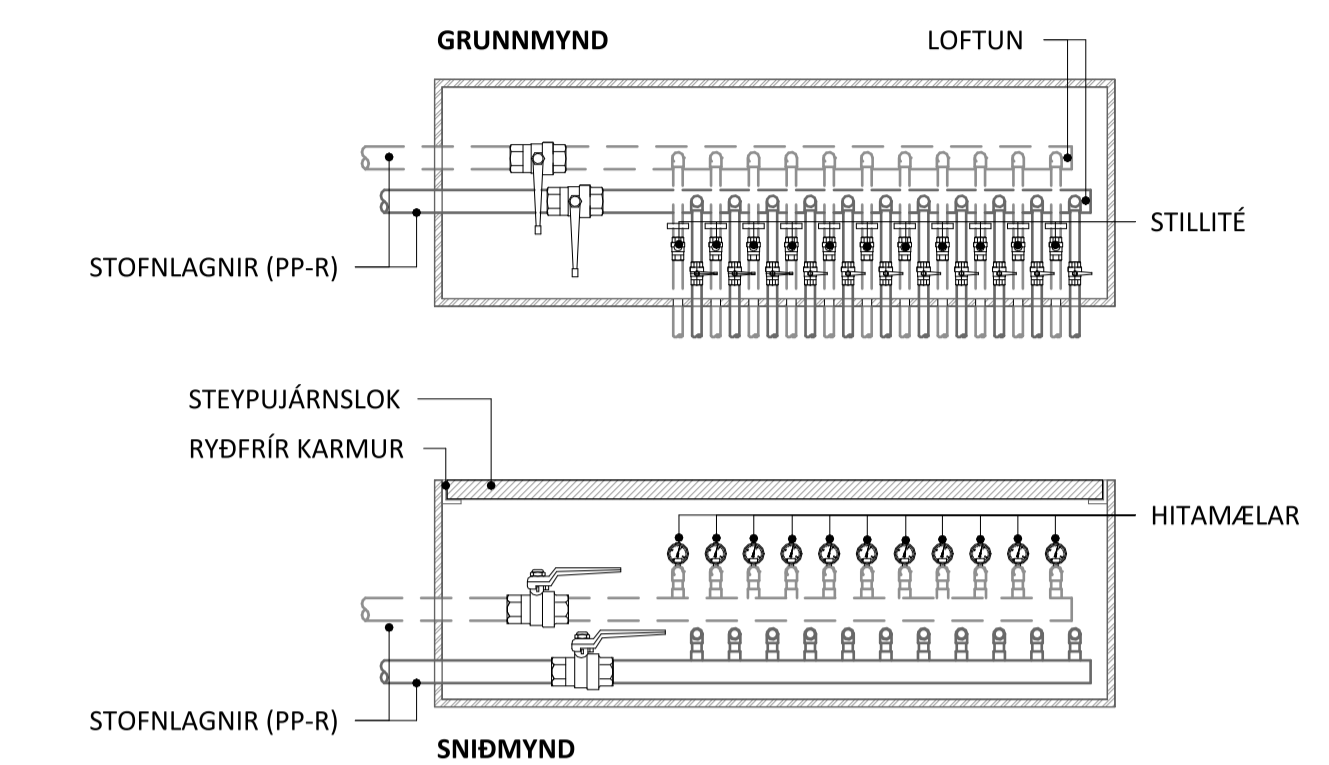 GRUNNMYND
LOFTUN
STILLITÉ
STOFNLAGNIR (PP-R)
STEYPUJÁRNSLOK
RYÐFRÍR KARMUR
HITAMÆLAR
STOFNLAGNIR (PP-R)
SNIÐMYND